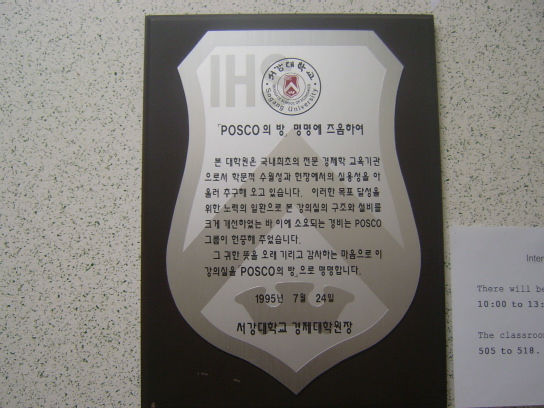 IHS
서강대학교
Sogang University
「POSCO의 방」 명명에 즈음하여
본 대학원은 국내최초의 전문 경제학 교육기관
으로서 학문적 수월성과 현장에서의 실용성을 아
울러 추구해 오고 있습니다. 이러한 목표 달성을
위한 노력의 일환으로 본 강의실의 구조와 설비를
크게 개선하였는 바 이에 소요되는 경비는 POSCO
그룹이 헌증해 주었습니다.
그 귀한 뜻을 오래 기리고 감사하는 마음으로 이
강의실을 「POSCO의 방」으로 명명합니다.
1995년 7월 24일
서강대학교 경제대학원장
Inter
There will be
10:00 to 13:
The classroom
505 to 518.